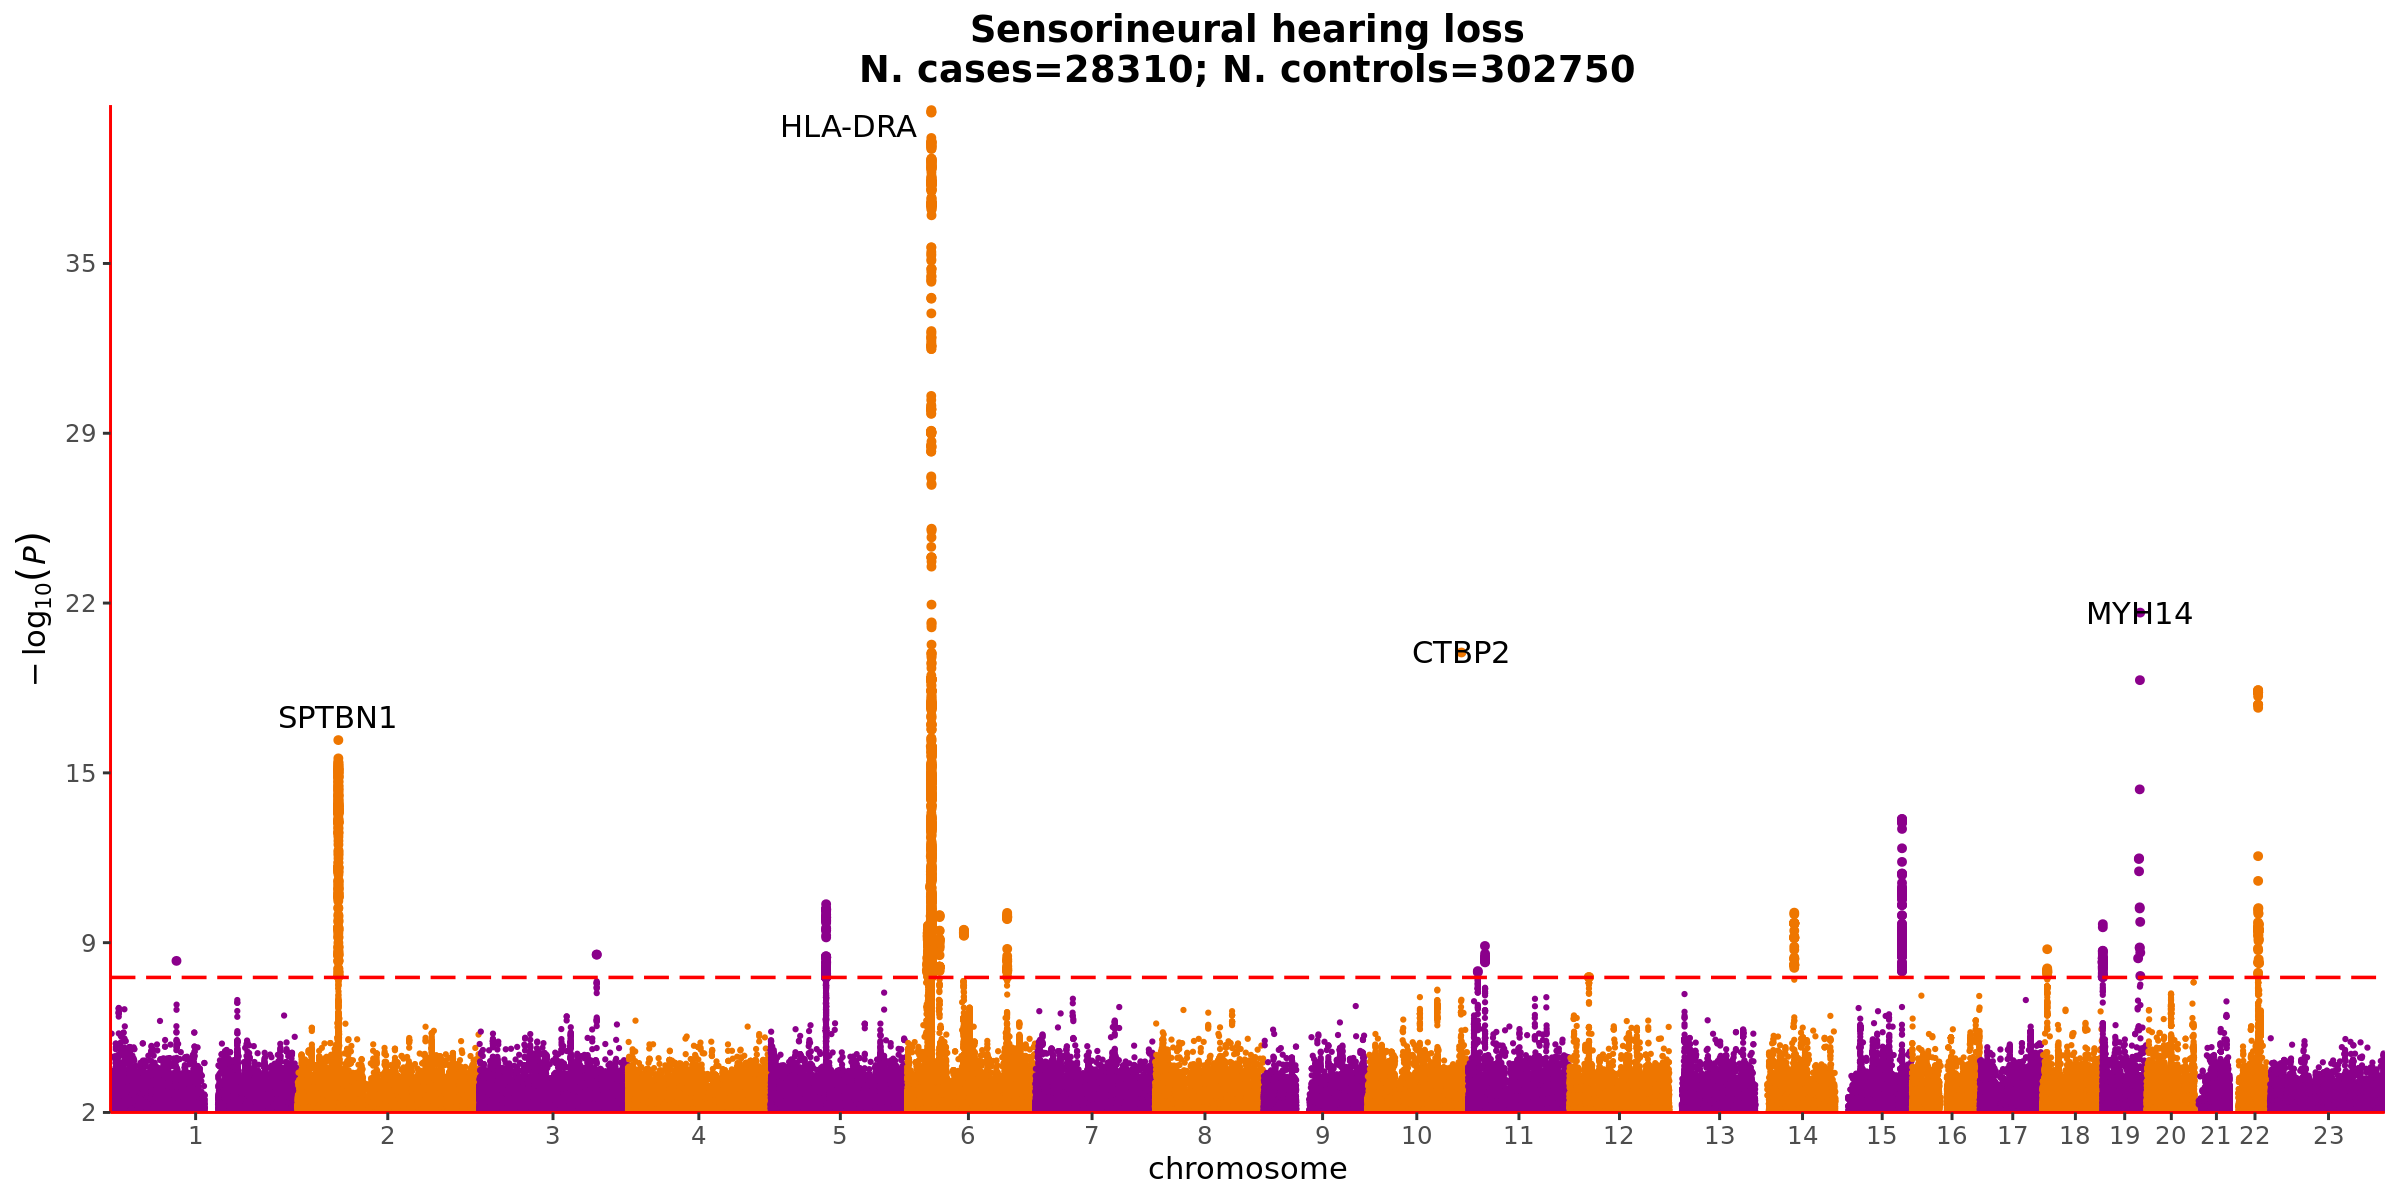 Sensorineural hearing loss
N. cases=28310; N. controls=302750
HLA-DRA
35
29
22
MYH14
CTBP2
SPTBN1
15
9
2
−log10(P)
1 2 3 4 5 6 7 8 9 10 11 12 13 14 15 16 17 18 19 20 21 22 23
chromosome